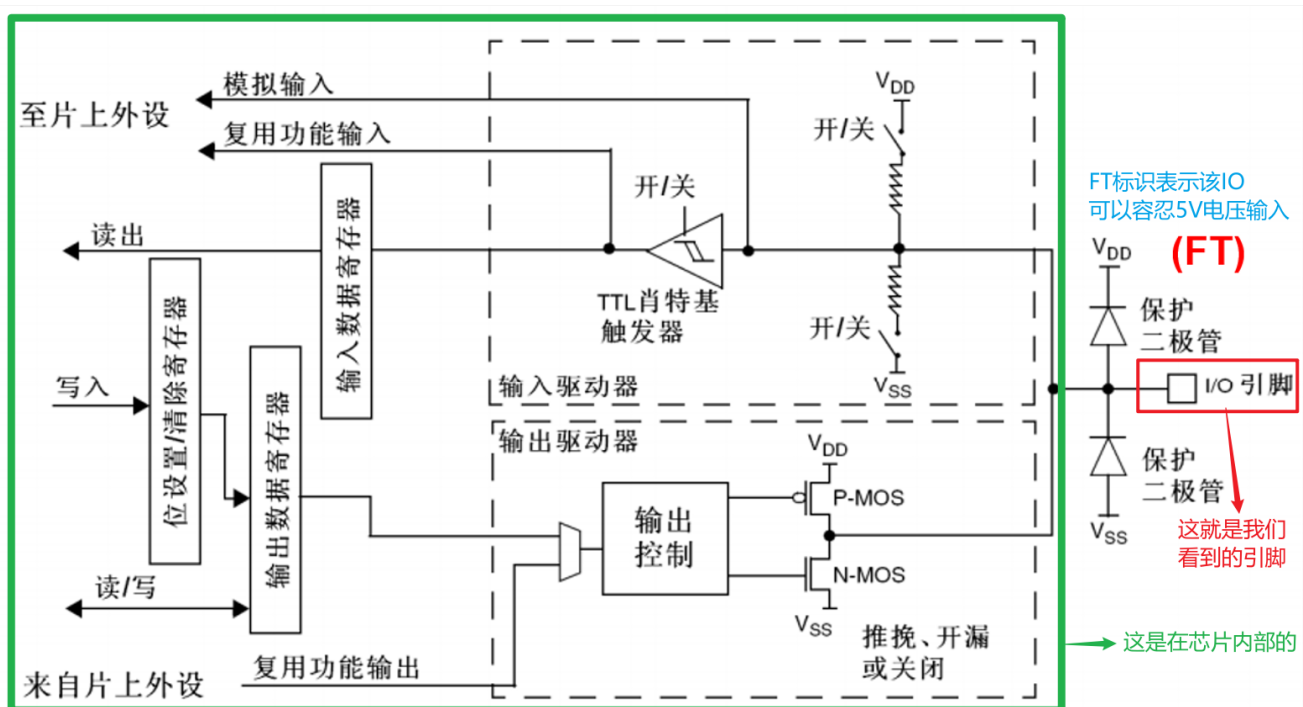 至片上外设
模拟输入
复用功能输入
读出
写入
读/写
来自片上外设
复用功能输出
位设置/清除寄存器
输出数据寄存器
输入数据寄存器
开/关
TTL肖特基
触发器
VDD
开/关
开/关
VSS
输入驱动器
输出驱动器
输出
控制
VDD
P-MOS
N-MOS
VSS
推挽、开漏
或关闭
FT标识表示该IO
可以容忍5V电压输入
(FT)
VDD
保护
二极管
I/O 引脚
保护
二极管
VSS
这就是我们
看到的引脚
这是在芯片内部的